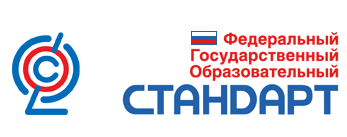 Федеральный
Государственный
Образовательный
СТАНДАРТ